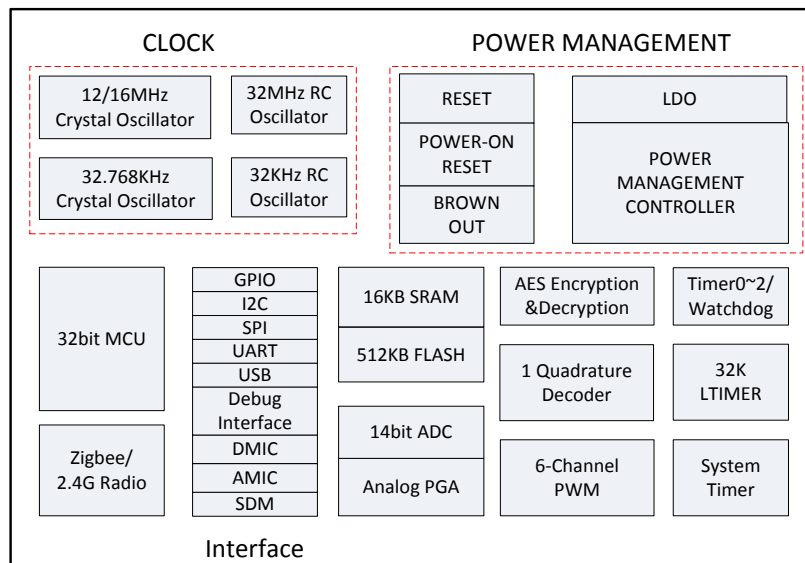 CLOCK
12/16MHz
Crystal Oscillator
32MHz RC
Oscillator
32.768KHz
Crystal Oscillator
32KHz RC
Oscillator
POWER MANAGEMENT
RESET
POWER-ON
RESET
BROWN
OUT
LDO
POWER
MANAGEMENT
CONTROLLER
32bit MCU
Zigbee/
2.4G Radio
GPIO
I2C
SPI
UART
USB
Debug
Interface
DMIC
AMIC
SDM
Interface
16KB SRAM
512KB FLASH
14bit ADC
Analog PGA
AES Encryption
&Decryption
1 Quadrature
Decoder
6-Channel
PWM
Timer0~2/
Watchdog
32K
LTIMER
System
Timer